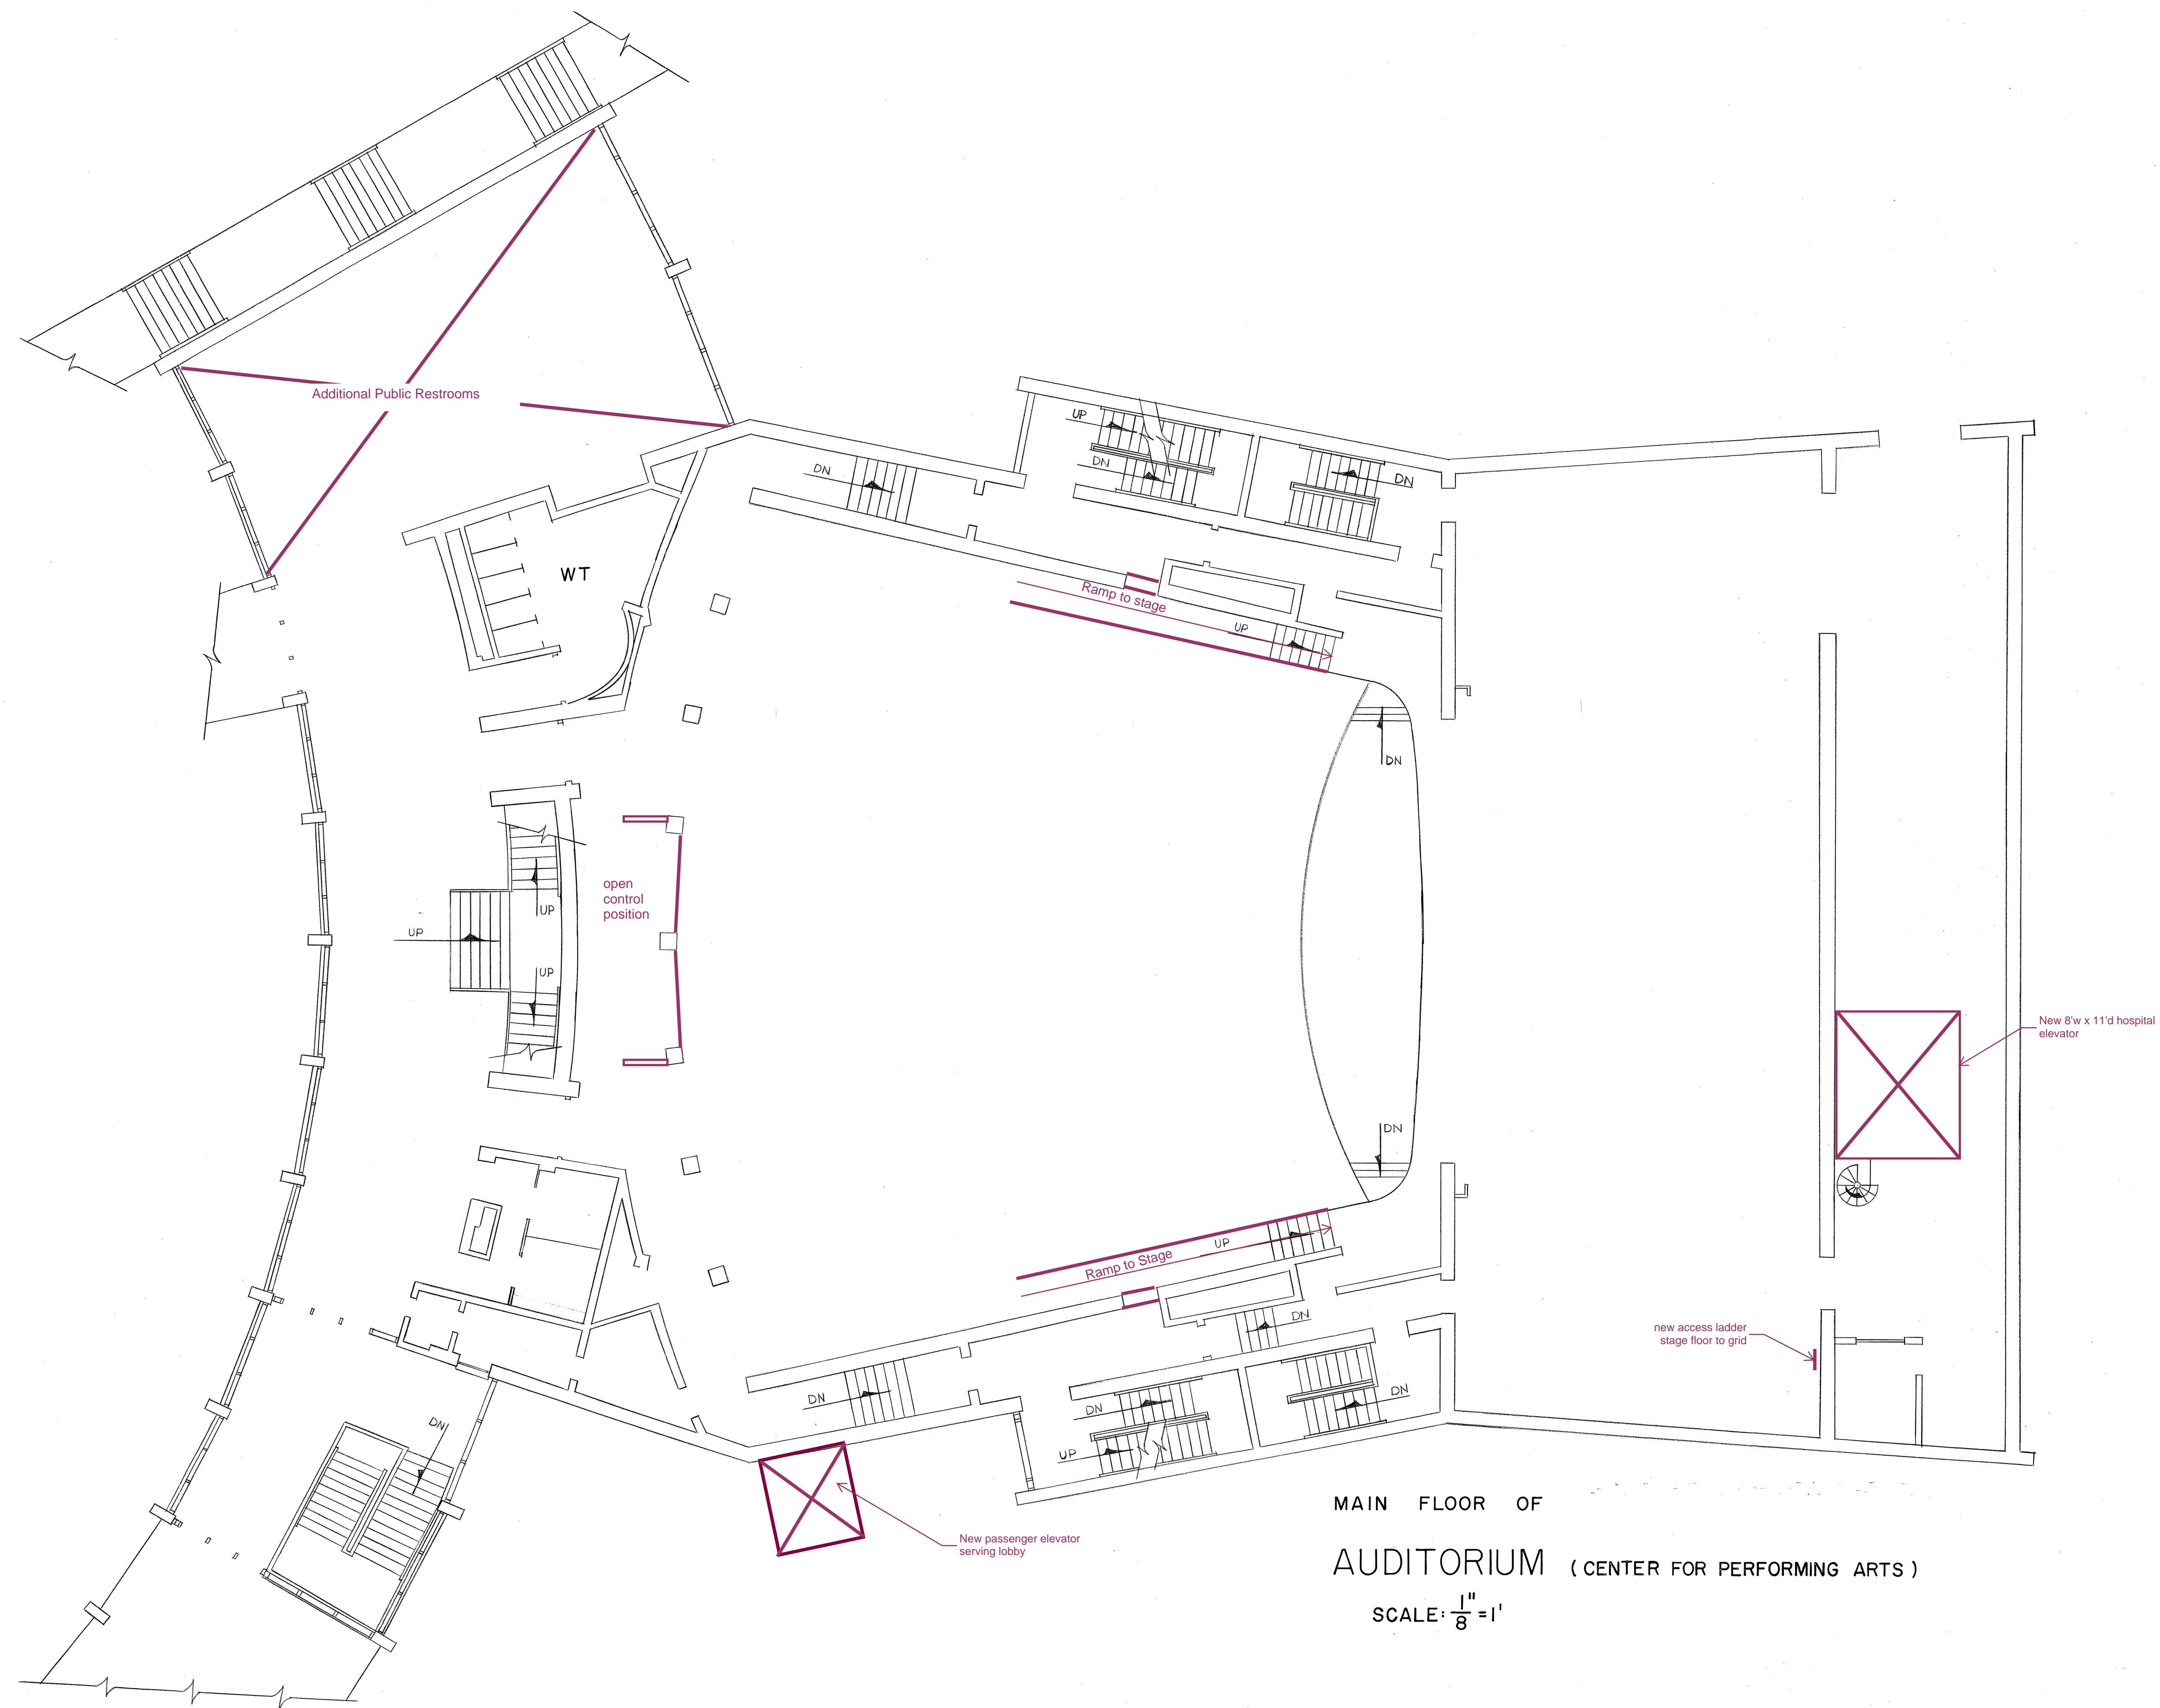 Additional Public Restrooms
UP
DN
DN
DN
WT
Ramp to stage
UP
DN
open
control
position
UP
UP
UP
New 8'w x 11'd hospital
elevator
DN
UP
Ramp to Stage
DN
new access ladder
stage floor to grid
DN
DN
DN
UP
DN
New passenger elevator
serving lobby
MAIN FLOOR OF
AUDITORIUM (CENTER FOR PERFORMING ARTS)
SCALE: 1/8" = 1'